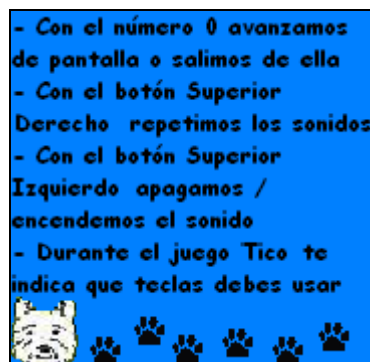 - Con el número 0 avanzamos
de pantalla o salimos de ella
- Con el botón Superior
Derecho repetimos los sonidos
- Con el botón Superior
Izquierdo apagamos /
encendemos el sonido
- Durante el juego Tico te
indica que teclas debes usar